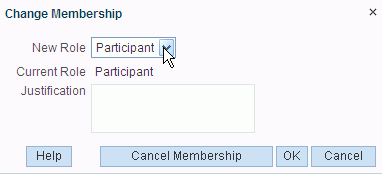 Change Membership
New Role Participant
Current Role Participant
Justification
Help Cancel Membership OK Cancel